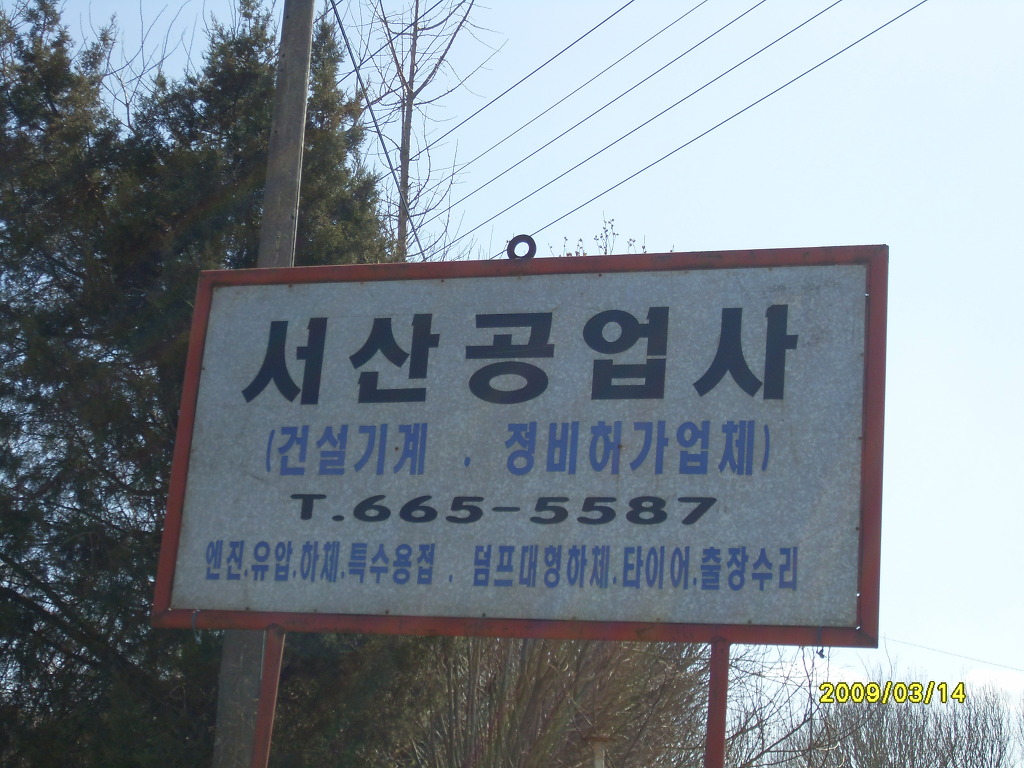 서산공업사
(건설기계 . 정비허가업체)
T.665-5587
엔진.유압.하체.특수용접 . 덤프대형하체.타이어.출장수리
2009/03/14